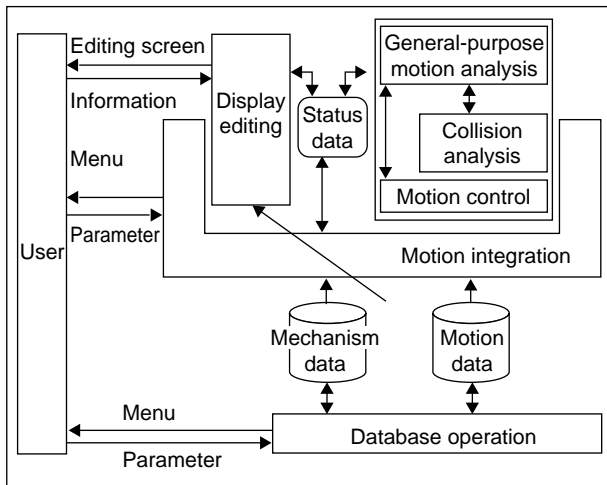 Editing screen
Information
Menu
Parameter
User
Display
editing
Status
data
General-purpose
motion analysis
Collision
analysis
Motion control
Motion integration
Mechanism
data
Motion
data
Menu
Parameter
Database operation